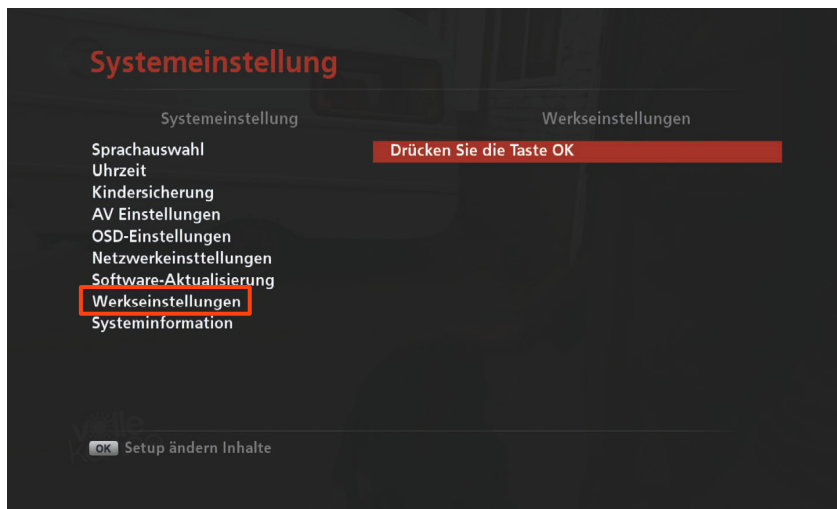 Systemeinstellung
Systemeinstellung
Werkseinstellungen
Sprachauswahl
Drücken Sie die Taste OK
Uhrzeit
Kindersicherung
AV Einstellungen
OSD-Einstellungen
Netzwerkeinsttellungen
Software-Aktualisierung
Werkseinstellungen
Systeminformation
volle
OK Setup ändern Inhalte